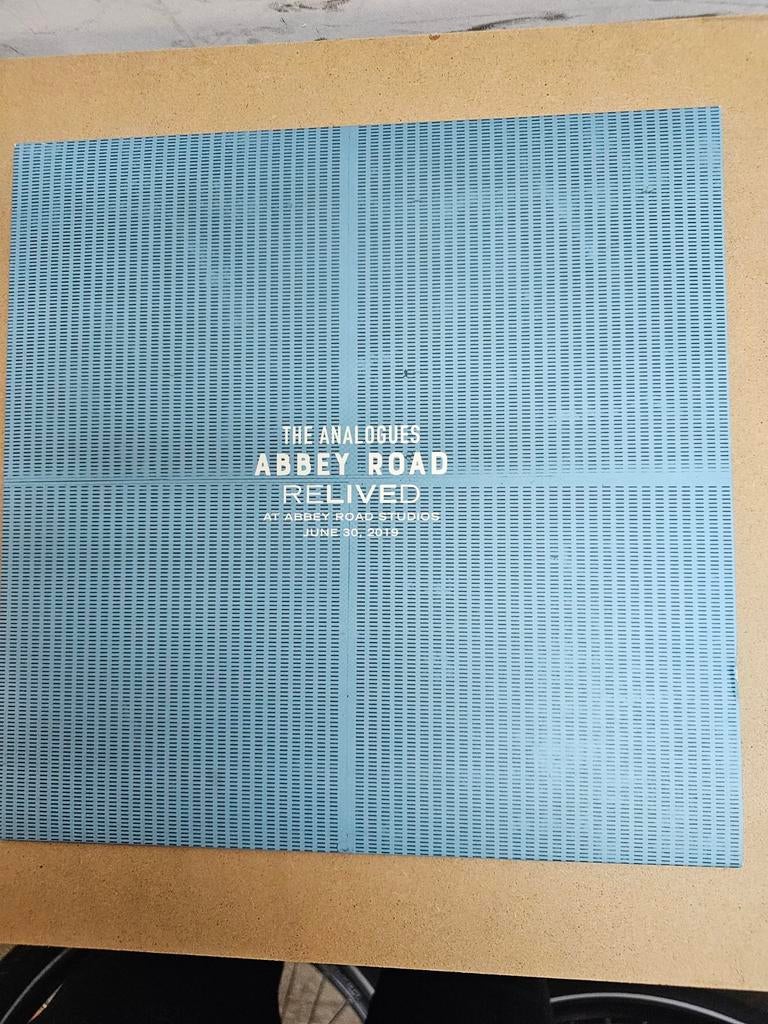 THE ANALOGUES
ABBEY ROAD
RELIVED
AT ABBEY ROAD STUDIOS
JUNE 30, 2019